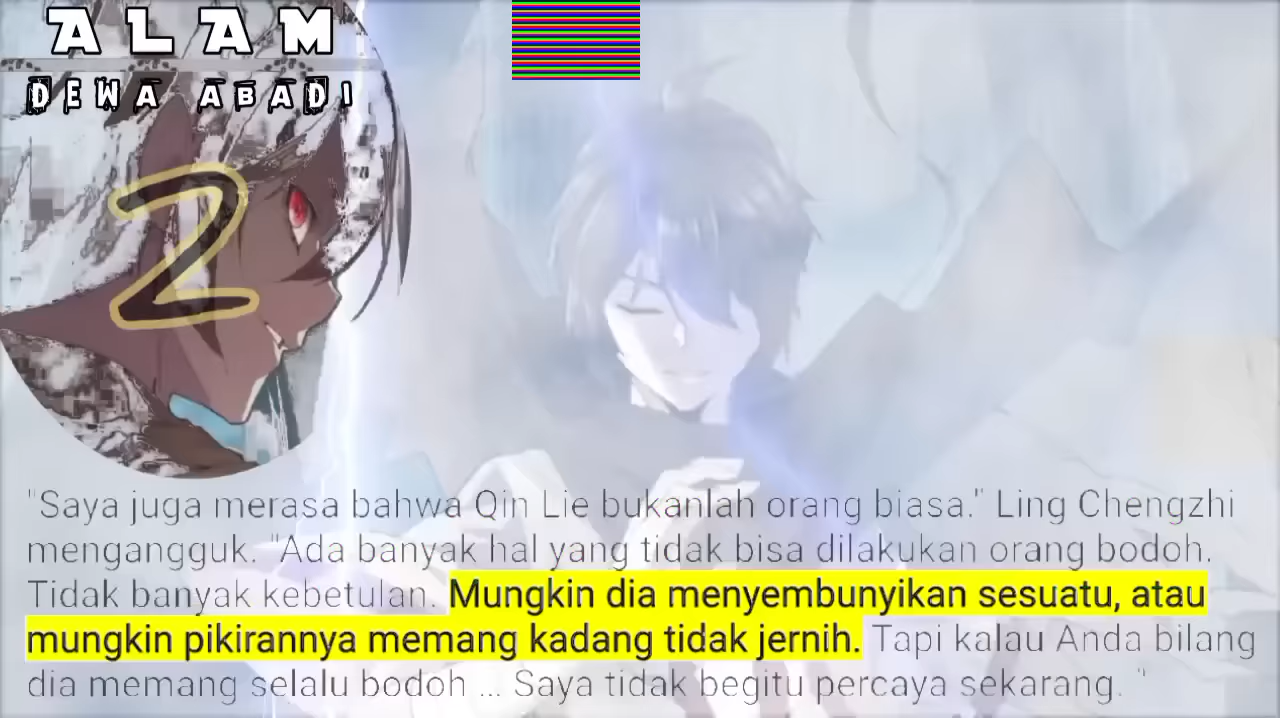 ALAM
DEWA ABADI
2
"Saya juga merasa bahwa Qin Lie bukanlah orang biasa." Ling Chengzhi
mengangguk. "Ada banyak hal yang tidak bisa dilakukan orang bodoh.
Tidak banyak kebetulan. Mungkin dia menyembunyikan sesuatu, atau
mungkin pikirannya memang kadang tidak jernih. Tapi kalau Anda bilang
dia memang selalu bodoh ... Saya tidak begitu percaya sekarang. "